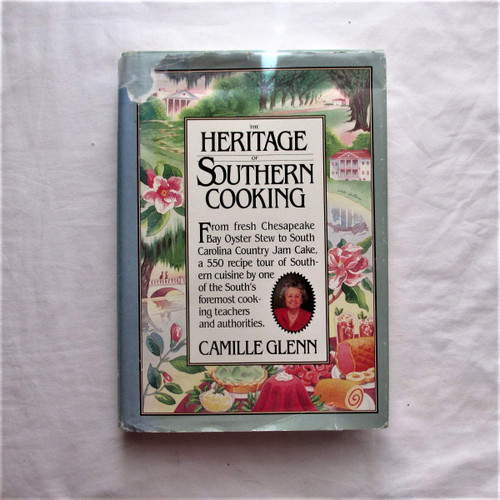 THE
HERITAGE
OF
SOUTHERN
COOKING
From fresh Chesapeake
Bay Oyster Stew to South
Carolina Country Jam Cake,
a 550 recipe tour of South-
ern cuisine by one
of the South's
foremost cook-
ing teachers
and authorities.
CAMILLE GLENN